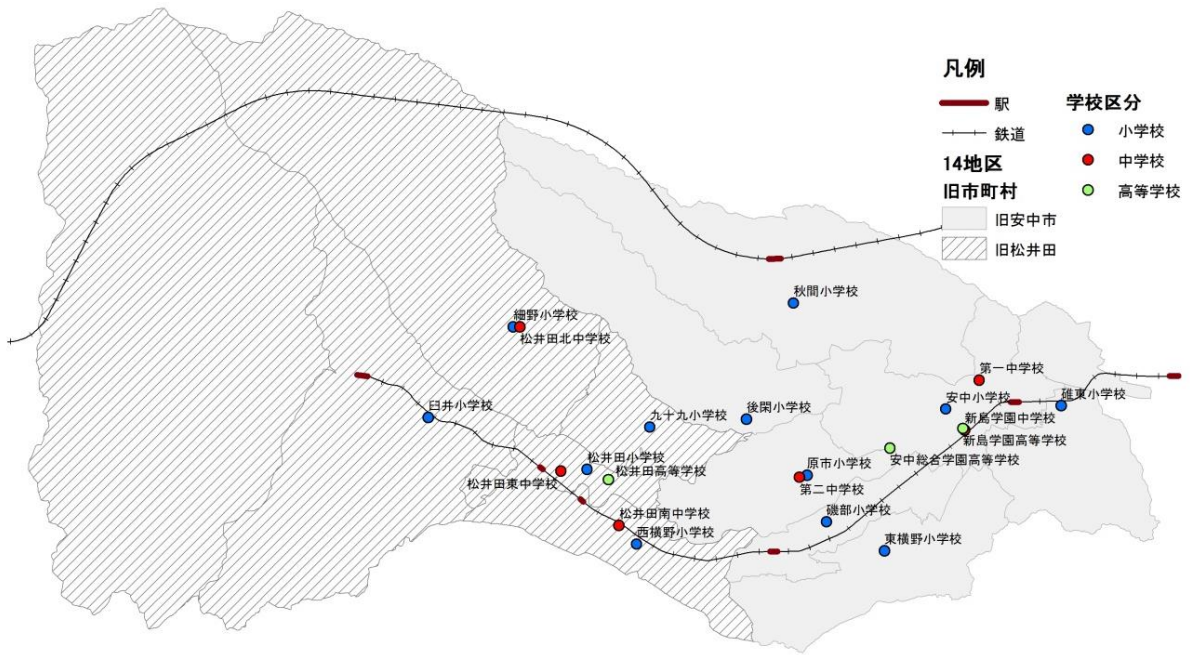 凡例
駅
鉄道
14地区
旧市町村
旧安中市
旧松井田
学校区分
小学校
中学校
高等学校
秋間小学校
細野小学校
松井田北中学校
第一中学校
安中小学校
碓東小学校
臼井小学校
九十九小学校
後閑小学校
新島学園中学校
新島学園高等学校
安中総合学園高等学校
松井田小学校
松井田高等学校
松井田東中学校
原市小学校
第二中学校
松井田南中学校
西横野小学校
磯部小学校
東横野小学校